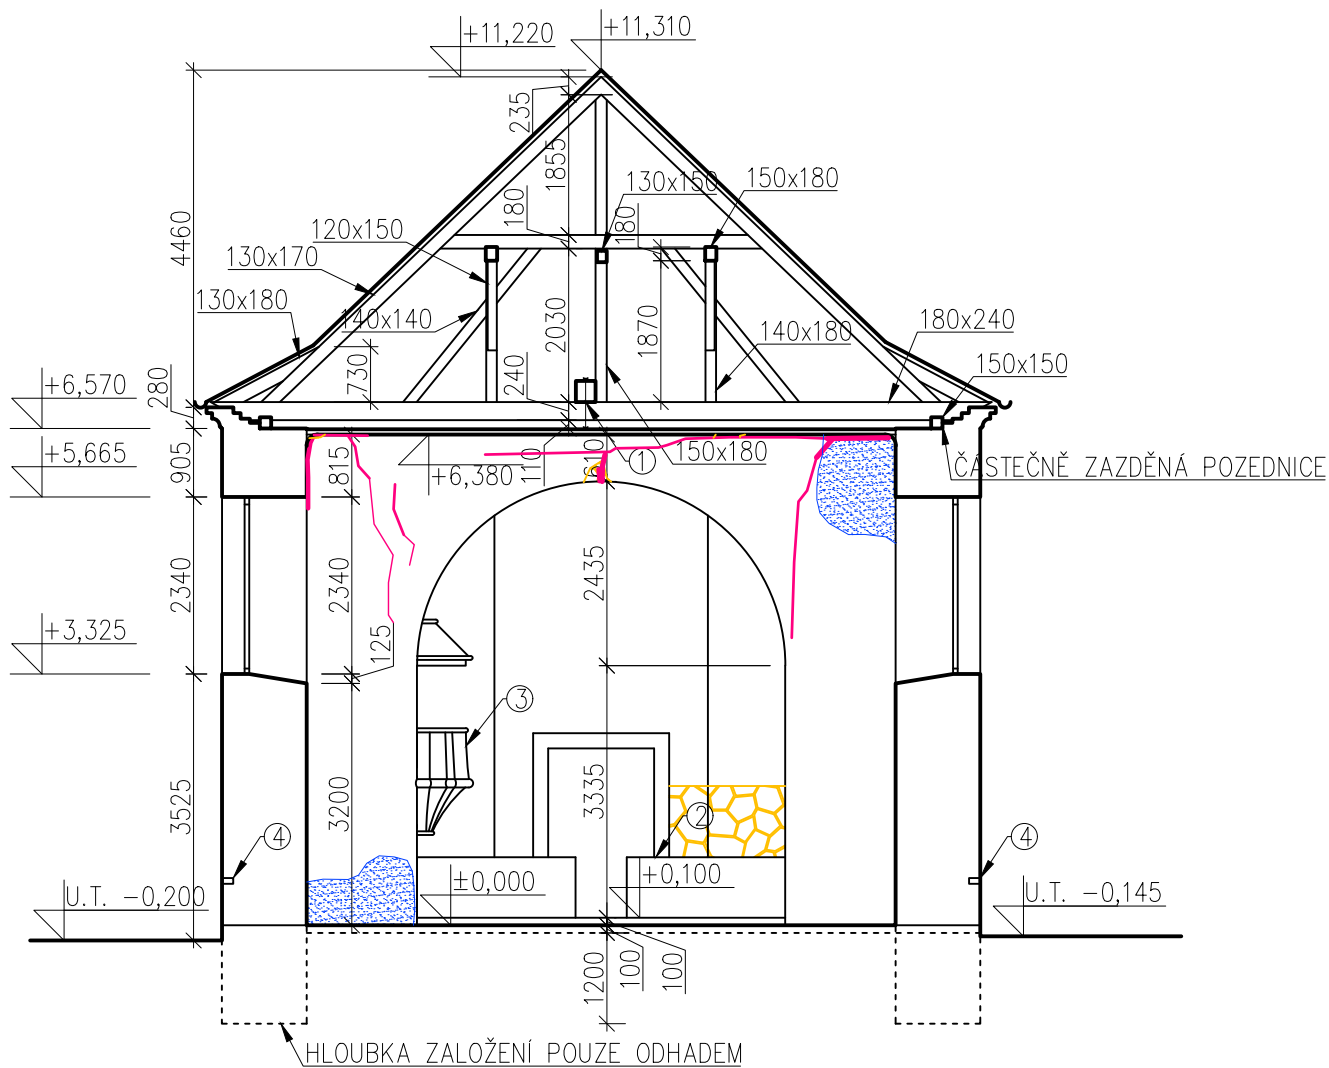 +11,220
+11,310
235
1855
130x150
150x180
180
180
120x150
130x170
130x180
140x140
4460
2030
1870
730
240
140x180
180x240
150x150
+6,570
280
+5,665
905
815
+6,380
110
610
1
150x180
ČÁSTEČNĚ ZAZDĚNÁ POZEDNICE
2340
2340
2435
+3,325
125
3
3525
3200
3335
2
4
4
±0,000
+0,100
U.T. -0,200
U.T. -0,145
1200
100
100
HLOUBKA ZALOŽENÍ POUZE ODHADEM